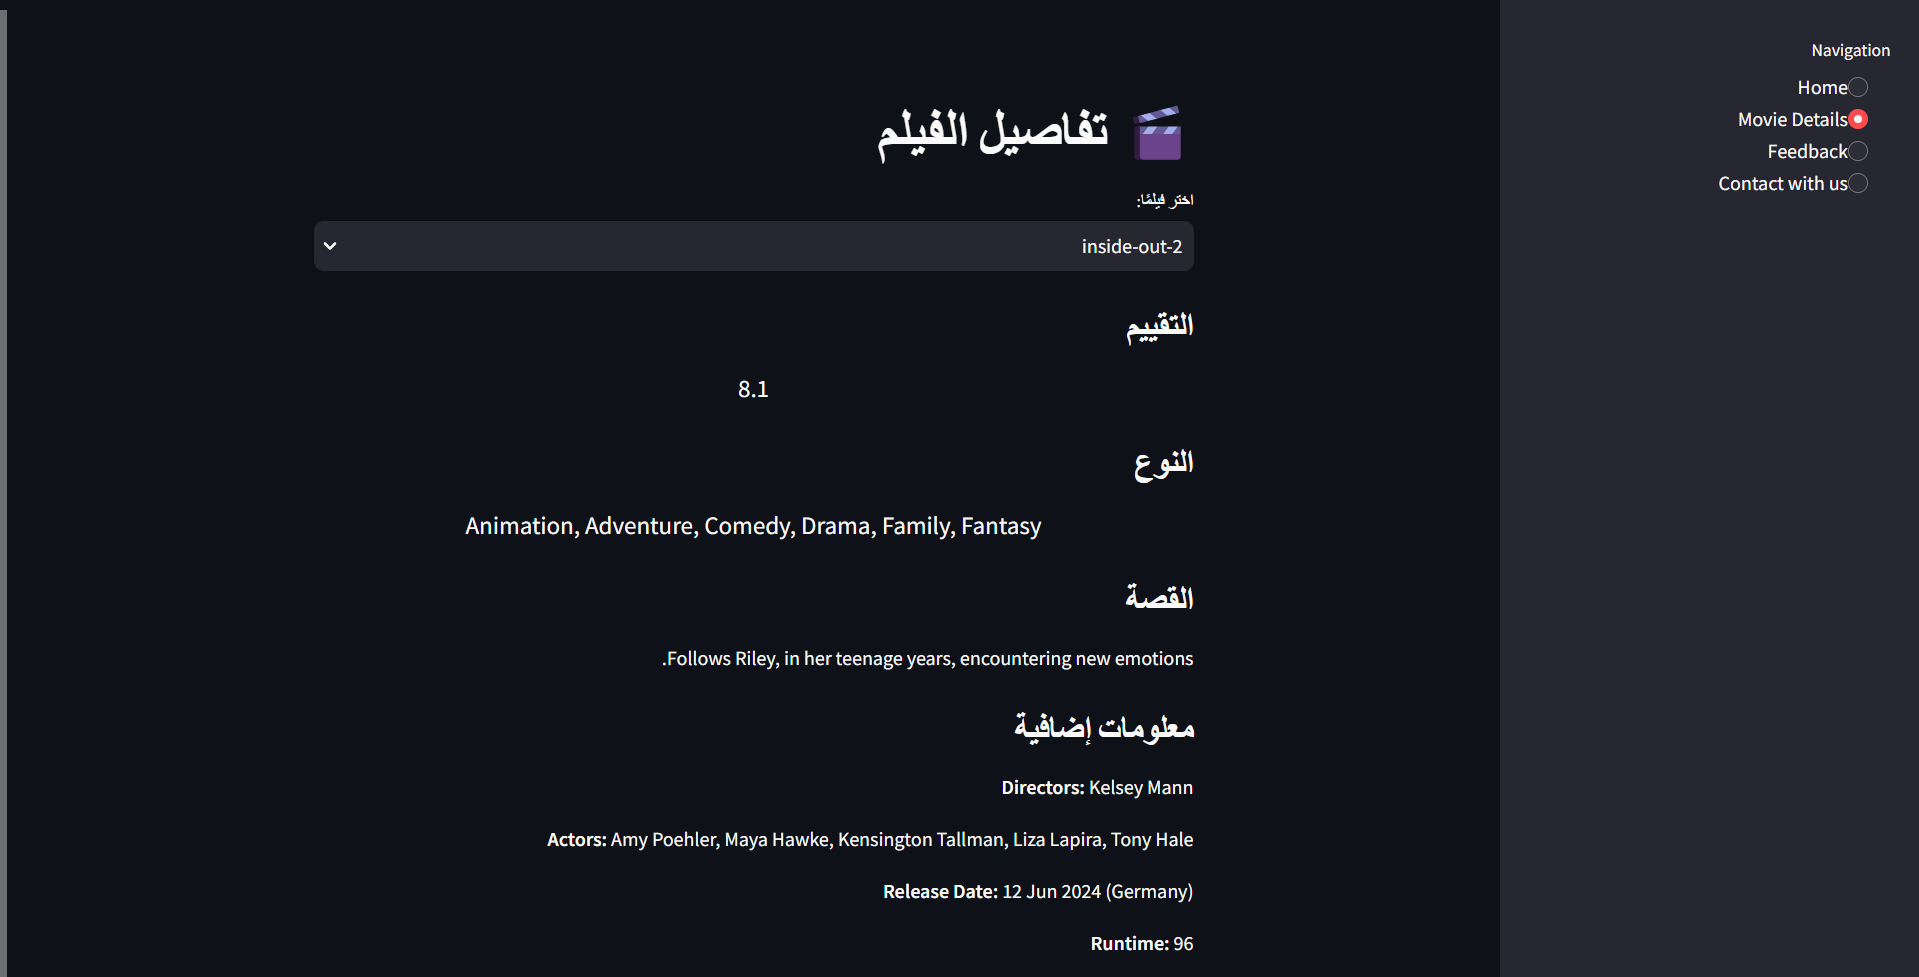 Navigation
Home
Movie Details
Feedback
Contact with us
تفاصيل الفيلم
اختر فيلمًا:
inside-out-2
التقييم
8.1
النوع
Animation, Adventure, Comedy, Drama, Family, Fantasy
القصة
.Follows Riley, in her teenage years, encountering new emotions
معلومات إضافية
Directors: Kelsey Mann
Actors: Amy Poehler, Maya Hawke, Kensington Tallman, Liza Lapira, Tony Hale
Release Date: 12 Jun 2024 (Germany)
Runtime: 96